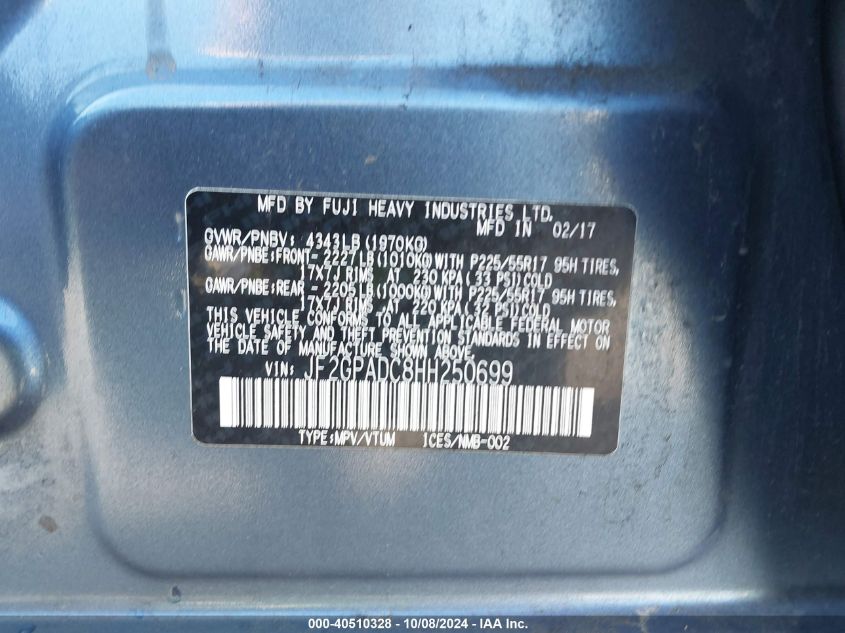 MFD BY FUJI HEAVY INDUSTRIES LTD.
MFD IN 02/17
GVWR/PNBV: 4343LB (1970KG)
GAWR/PNBE:FRONT- 2227LB(1010KG)WITH P225/55R17 95H TIRES,
17X7J RIMS AT 230 KPA( 33 PSI)COLD
GAWR/PNBE:REAR - 2205LB(1000KG)WITH P225/55R17 95H TIRES,
17X7J RIMS AT 220 KPA( 32 PSI)COLD
THIS VEHICLE CONFORMS TO ALL APPLICABLE FEDERAL MOTOR
VEHICLE SAFETY AND THEFT PREVENTION STANDARDS IN EFFECT ON
THE DATE OF MANUFACTURE SHOWN ABOVE.
VIN: JF2GPADC8HH250699
TYPE:MPV/VTUM ICES/NMB-002
000-40510328 - 10/08/2024 - IAA Inc.